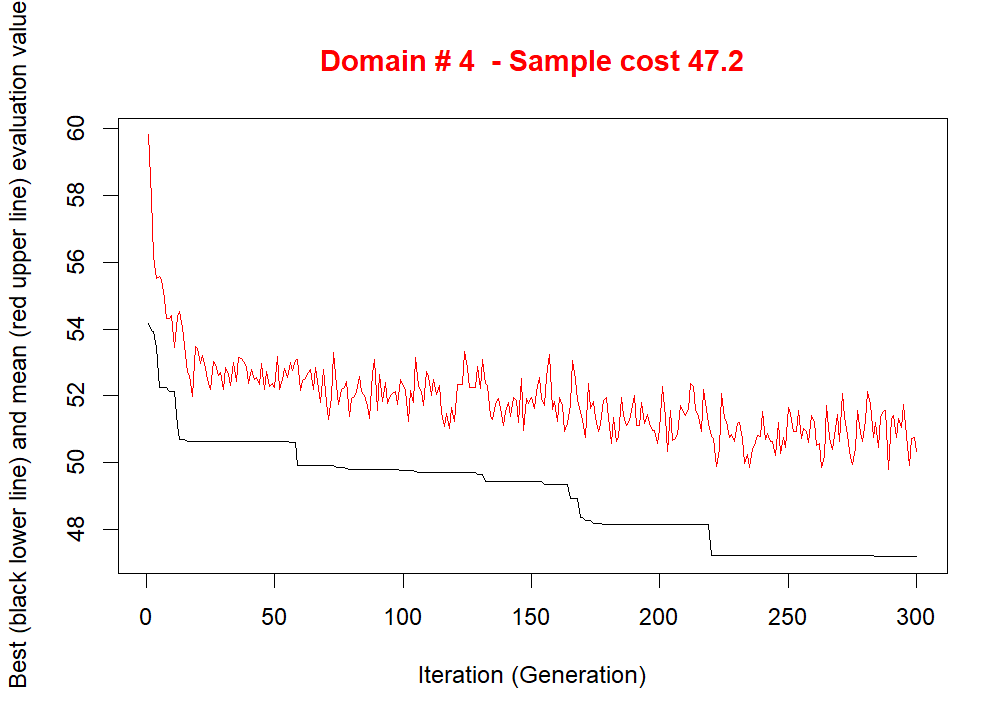 Domain # 4  - Sample cost 47.2
Best (black lower line) and mean (red upper line) evaluation value
60
58
56
54
52
50
48
0 50 100 150 200 250 300
Iteration (Generation)